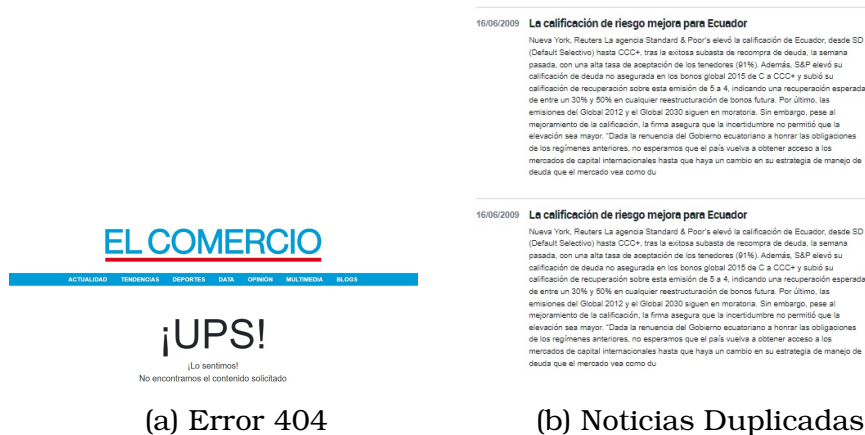 EL COMERCIO
ACTUALIDAD TENDENCIAS DEPORTES DATA OPINIÓN MULTIMEDIA BLOGS
¡UPS!
¡Lo sentimos!
No encontramos el contenido solicitado
(a) Error 404
16/06/2009 La calificación de riesgo mejora para Ecuador
Nueva York, Reuters La agencia Standard & Poor's elevó la calificación de Ecuador, desde SD
(Default Selectivo) hasta CCC+, tras la exitosa subasta de recompra de deuda, la semana
pasada, con una alta tasa de aceptación de los tenedores (91%). Además, S&P elevó su
calificación de deuda no asegurada en los bonos global 2015 de C a CCC+ y subió su
calificación de recuperación sobre esta emisión de 5 a 4, indicando una recuperación esperada
de entre un 30% y 50% en cualquier reestructuración de bonos futura. Por último, las
emisiones del Global 2012 y el Global 2030 siguen en moratoria. Sin embargo, pese al
mejoramiento de la calificación, la firma asegura que la incertidumbre no permitió que la
elevación sea mayor. "Dada la renuencia del Gobierno ecuatoriano a honrar las obligaciones
de los regímenes anteriores, no esperamos que el país vuelva a obtener acceso a los
mercados de capital internacionales hasta que haya un cambio en su estrategia de manejo de
deuda que el mercado vea como du
16/06/2009 La calificación de riesgo mejora para Ecuador
Nueva York, Reuters La agencia Standard & Poor's elevó la calificación de Ecuador, desde SD
(Default Selectivo) hasta CCC+, tras la exitosa subasta de recompra de deuda, la semana
pasada, con una alta tasa de aceptación de los tenedores (91%). Además, S&P elevó su
calificación de deuda no asegurada en los bonos global 2015 de C a CCC+ y subió su
calificación de recuperación sobre esta emisión de 5 a 4, indicando una recuperación esperada
de entre un 30% y 50% en cualquier reestructuración de bonos futura. Por último, las
emisiones del Global 2012 y el Global 2030 siguen en moratoria. Sin embargo, pese al
mejoramiento de la calificación, la firma asegura que la incertidumbre no permitió que la
elevación sea mayor. "Dada la renuencia del Gobierno ecuatoriano a honrar las obligaciones
de los regímenes anteriores, no esperamos que el país vuelva a obtener acceso a los
mercados de capital internacionales hasta que haya un cambio en su estrategia de manejo de
deuda que el mercado vea como du
(b) Noticias Duplicadas